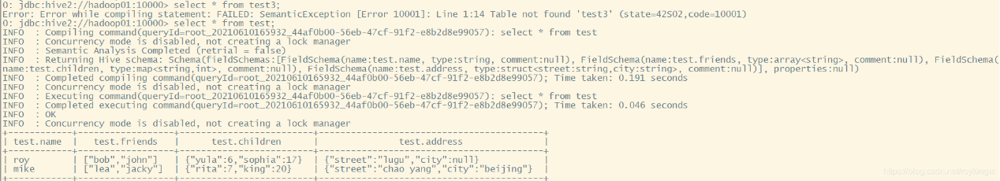 0: jdbc:hive2://hadoop01:10000> select * from test3;
Error: Error while compiling statement: FAILED: SemanticException [Error 10001]: Line 1:14 Table not found 'test3' (state=42S02,code=10001)
0: jdbc:hive2://hadoop01:10000> select * from test;
INFO  : Compiling command(queryId=root_20210610165932_44af0b00-56eb-47cf-91f2-e8b2d8e99057): select * from test
INFO  : Concurrency mode is disabled, not creating a lock manager
INFO  : Semantic Analysis Completed (retrial = false)
INFO  : Returning Hive schema: Schema(fieldSchemas:[FieldSchema(name:test.name, type:string, comment:null), FieldSchema(name:test.friends, type:array<string>, comment:null), FieldSchema(
name:test.children, type:map<string,int>, comment:null), FieldSchema(name:test.address, type:struct<street:string,city:string>, comment:null)], properties:null)
INFO  : Completed compiling command(queryId=root_20210610165932_44af0b00-56eb-47cf-91f2-e8b2d8e99057); Time taken: 0.191 seconds
INFO  : Concurrency mode is disabled, not creating a lock manager
INFO  : Executing command(queryId=root_20210610165932_44af0b00-56eb-47cf-91f2-e8b2d8e99057): select * from test
INFO  : Completed executing command(queryId=root_20210610165932_44af0b00-56eb-47cf-91f2-e8b2d8e99057); Time taken: 0.046 seconds
INFO  : OK
INFO  : Concurrency mode is disabled, not creating a lock manager
+------------+------------------+------------------------+----------------------------------------+
| test.name  |   test.friends   |     test.children      |              test.address              |
+------------+------------------+------------------------+----------------------------------------+
| roy        | ["bob","john"]   | {"yula":6,"sophia":17} | {"street":"lugu","city":null}          |
| mike       | ["lea","jacky"]  | {"rita":7,"king":20}   | {"street":"chao yang","city":"beijing"} |
+------------+------------------+------------------------+----------------------------------------+
https://blog.csdn.net/roykingw